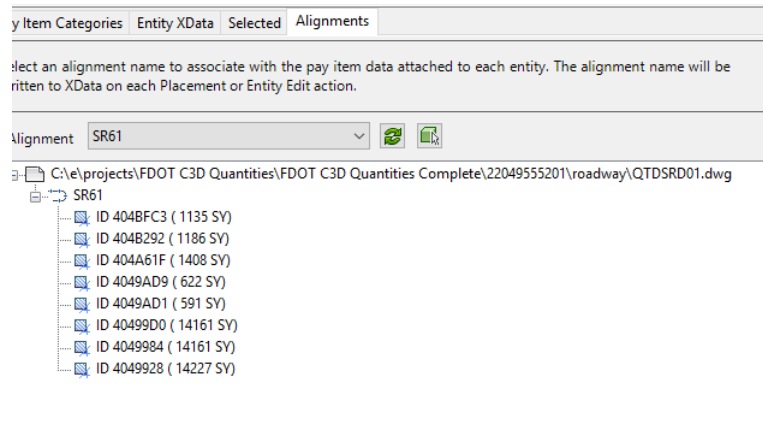 y Item Categories Entity XData Selected Alignments
elect an alignment name to associate with the pay item data attached to each entity. The alignment name will be
ritten to XData on each Placement or Entity Edit action.
Alignment SR61
C:\e\projects\FDOT C3D Quantities\FDOT C3D Quantities Complete\22049555201\roadway\QTDSRD01.dwg
SR61
ID 404BFC3 ( 1135 SY)
ID 404B292 ( 1186 SY)
ID 404A61F ( 1408 SY)
ID 4049AD9 ( 622 SY)
ID 4049AD1 ( 591 SY)
ID 40499D0 ( 14161 SY)
ID 4049984 ( 14161 SY)
ID 4049928 ( 14227 SY)